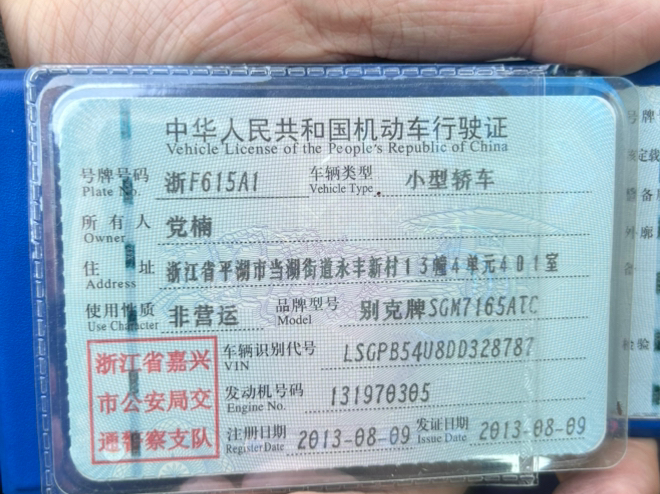 中华人民共和国机动车行驶证
Vehicle License of the People's Republic of China
号牌号码 浙F615A1 车辆类型 小型轿车
Plate No. Vehicle Type
所有人 党楠
Owner
住址 浙江省平湖市当湖街道永丰新村13幢4单元401室
Address
使用性质 非营运 品牌型号 别克牌SGM7165ATC
Use Character Model
浙江省嘉兴
市公安局交
通警察支队
车辆识别代号 LSGPB54U8DD328787
VIN
发动机号码 131970305
Engine No.
注册日期 2013-08-09 发证日期 2013-08-09
Register Date Issue Date
号牌
外廓
检验